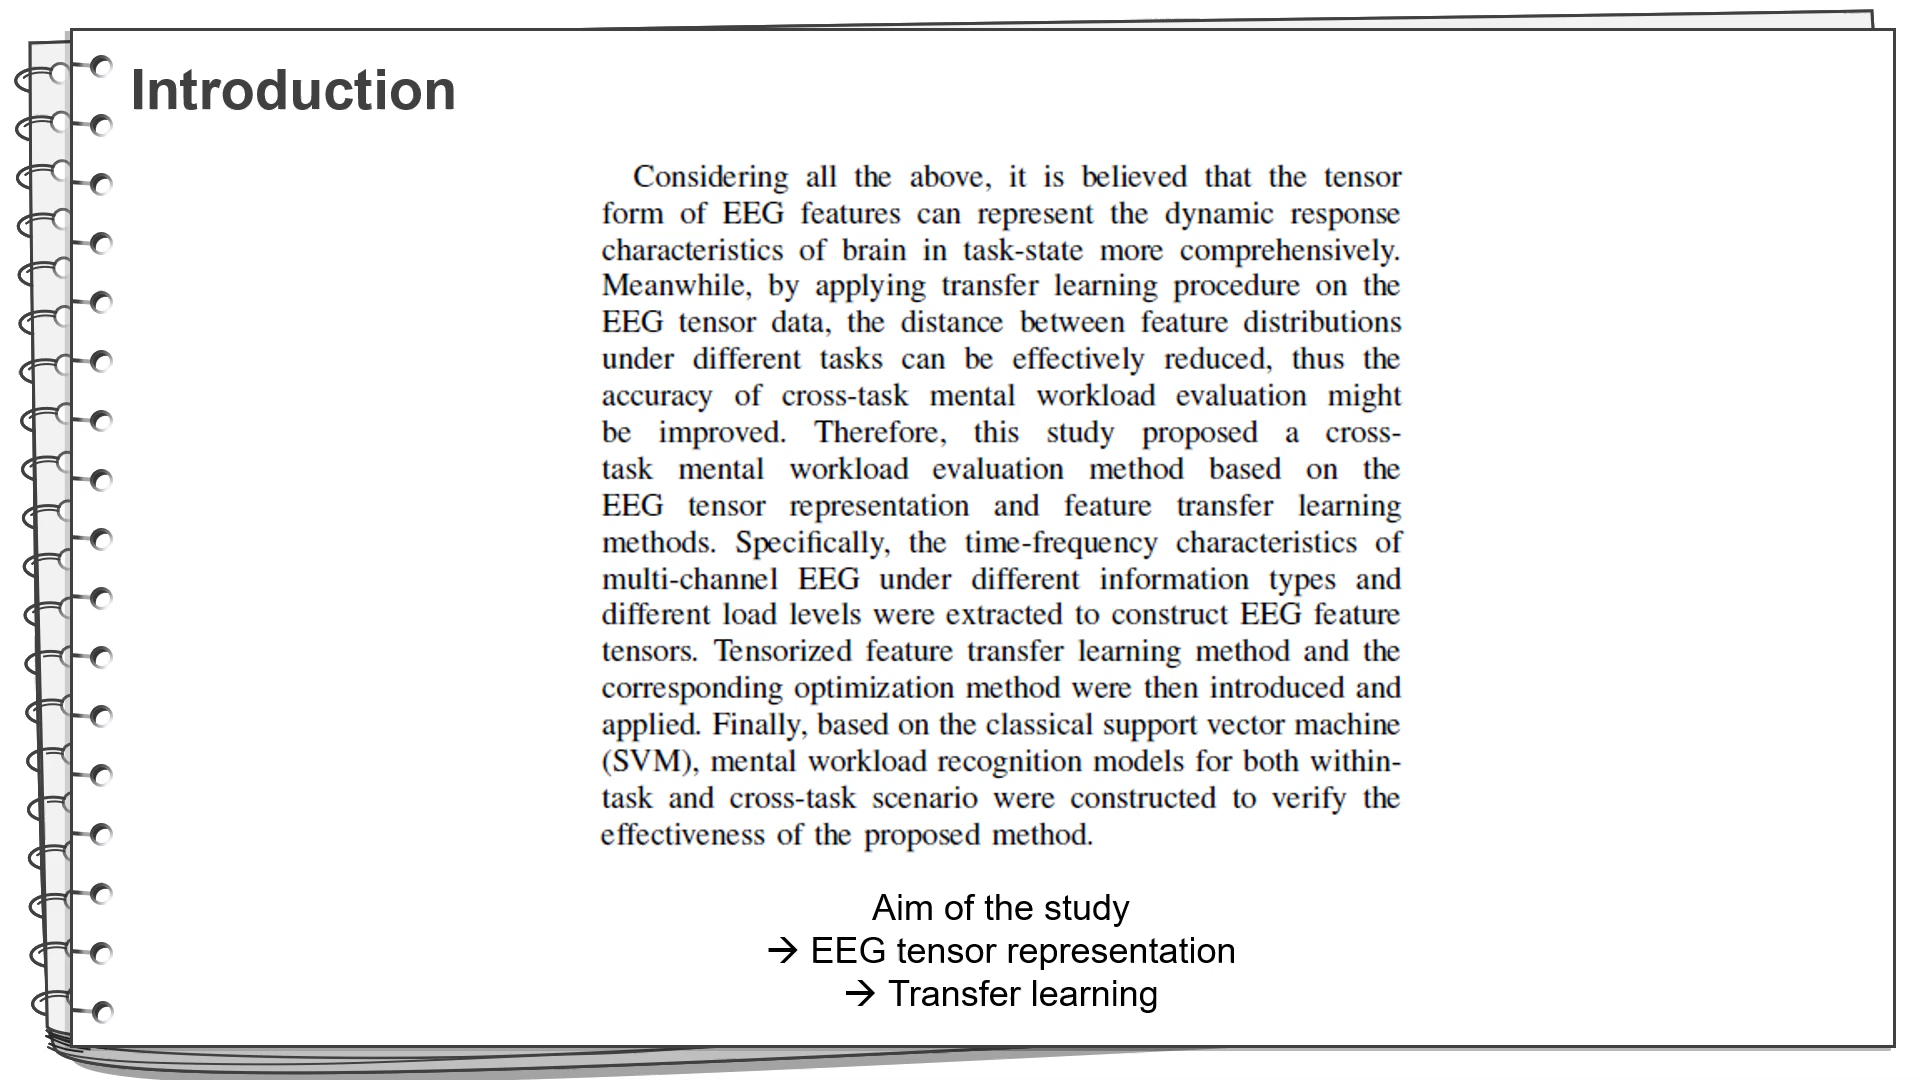 Introduction
Considering all the above, it is believed that the tensor
form of EEG features can represent the dynamic response
characteristics of brain in task-state more comprehensively.
Meanwhile, by applying transfer learning procedure on the
EEG tensor data, the distance between feature distributions
under different tasks can be effectively reduced, thus the
accuracy of cross-task mental workload evaluation might
be improved. Therefore, this study proposed a cross-
task mental workload evaluation method based on the
EEG tensor representation and feature transfer learning
methods. Specifically, the time-frequency characteristics of
multi-channel EEG under different information types and
different load levels were extracted to construct EEG feature
tensors. Tensorized feature transfer learning method and the
corresponding optimization method were then introduced and
applied. Finally, based on the classical support vector machine
(SVM), mental workload recognition models for both within-
task and cross-task scenario were constructed to verify the
effectiveness of the proposed method.
Aim of the study
→ EEG tensor representation
→ Transfer learning